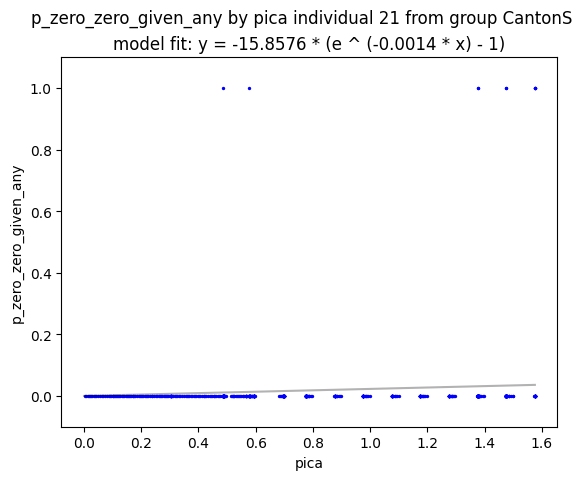 p_zero_zero_given_any by pica individual 21 from group CantonS
model fit: y = -15.8576 * (e ^ (-0.0014 * x) - 1)
p_zero_zero_given_any
1.0
0.8
0.6
0.4
0.2
0.0
0.0 0.2 0.4 0.6 0.8 1.0 1.2 1.4 1.6
pica